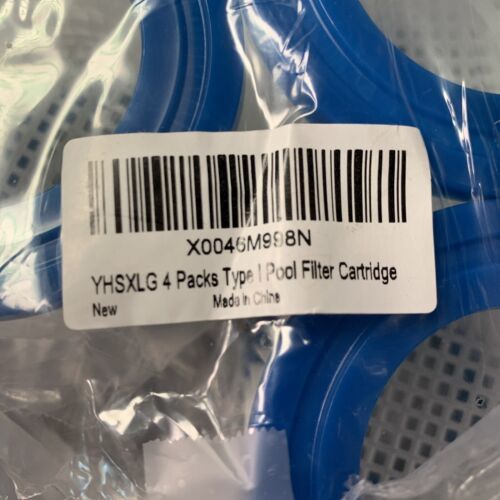 X0046M998N
YHSXLG 4 Packs Type I Pool Filter Cartridge
New
Made in China